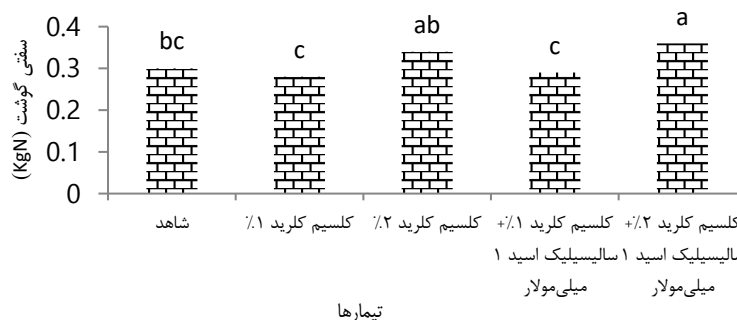 سفتی گوشت (KgN)
0.4
0.3
0.2
0.1
0
bc
c
ab
c
a
شاهد
کلسیم کلرید ۱٪
کلسیم کلرید ۲٪
کلسیم کلرید ۱٪+
سالیسیلیک اسید ۱
میلی‌مولار
کلسیم کلرید ۲٪+
سالیسیلیک اسید ۱
میلی‌مولار
تیمارها